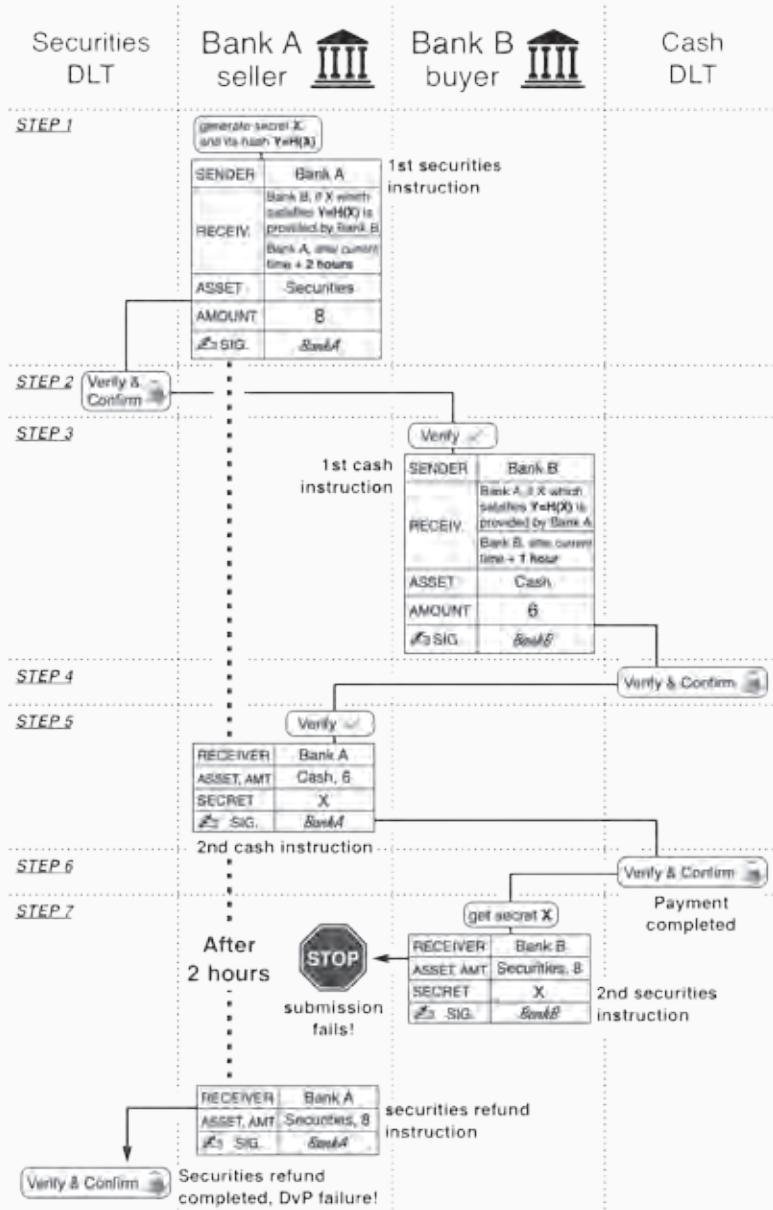 Securities
DLT
Bank A
seller
Bank B
buyer
Cash
DLT
STEP 1
generate secret X
and its hash Y=H(X)
1st securities
instruction
SENDER Bank A
RECEIV.
Bank B, if X which
satisfies Y=H(X) is
provided by Bank B
Bank A, after current
time + 2 hours
ASSET Securities
AMOUNT 8
SIG. BankA
STEP 2
Verify &
Confirm
STEP 3
Verify
1st cash
instruction
SENDER Bank B
RECEIV.
Bank A, if X which
satisfies Y=H(X) is
provided by Bank A
Bank B, after current
time + 1 hour
ASSET Cash
AMOUNT 6
SIG. BankB
STEP 4
Verify & Confirm
STEP 5
Verify
RECEIVER Bank A
ASSET, AMT Cash, 6
SECRET X
SIG. BankA
2nd cash instruction
STEP 6
Verify & Confirm
Payment
completed
STEP 7
get secret X
After
2 hours
STOP
submission
fails!
RECEIVER Bank B
ASSET, AMT Securities, 8
SECRET X
SIG. BankB
2nd securities
instruction
RECEIVER Bank A
ASSET, AMT Securities, 8
SIG. BankA
securities refund
instruction
Verify & Confirm
Securities refund
completed, DvP failure!